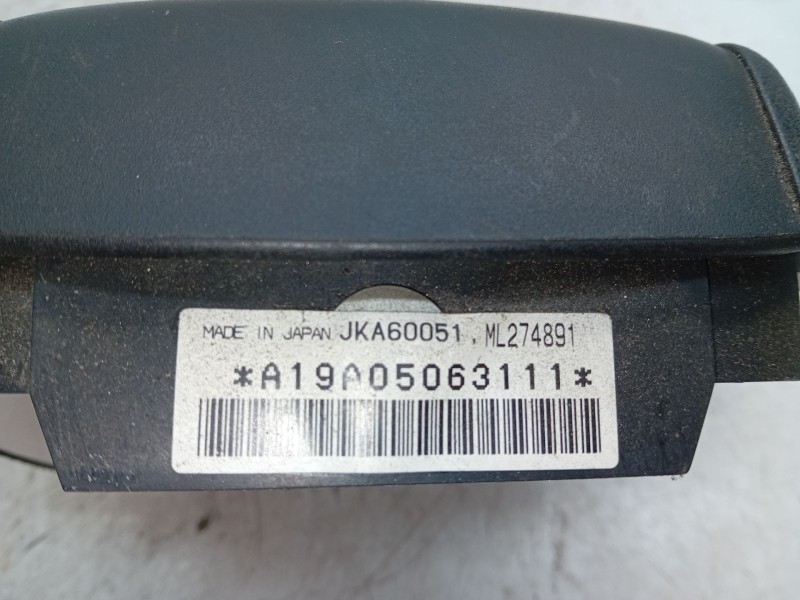 MADE IN JAPAN JKA60051, ML274891
*A19A05063111*